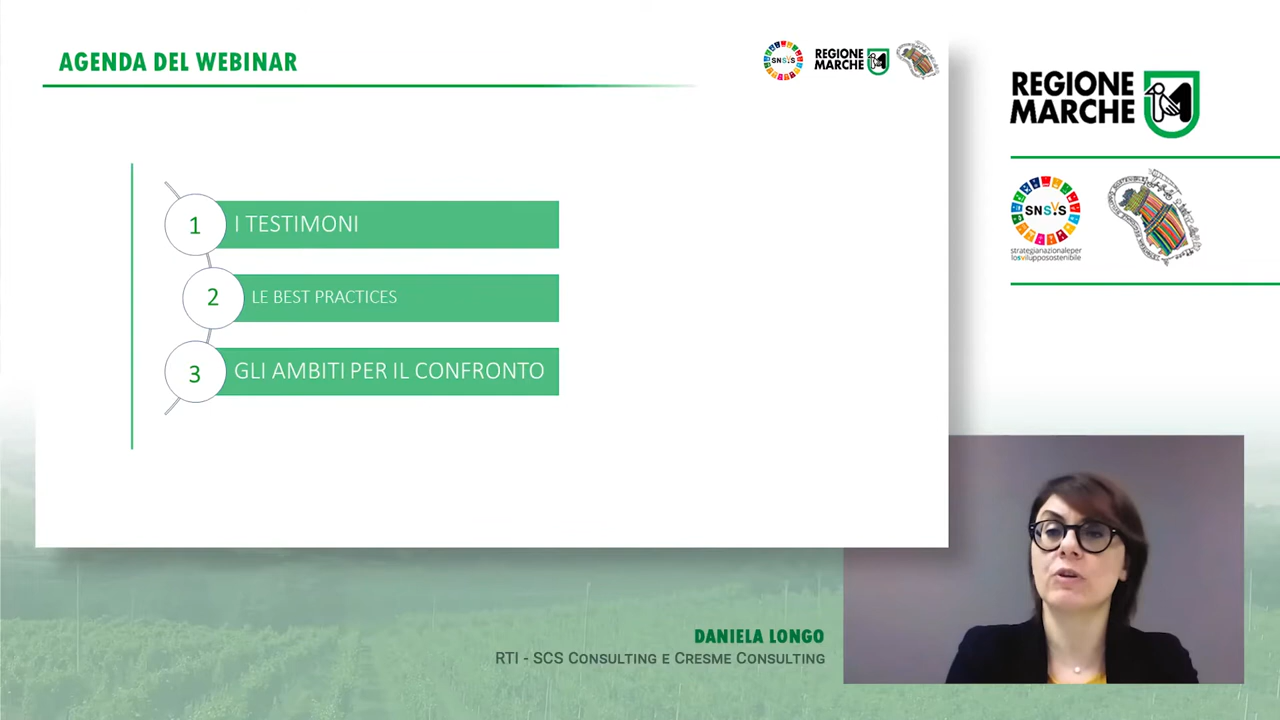 AGENDA DEL WEBINAR
SNSVS
REGIONE
MARCHE
1
I TESTIMONI
2
LE BEST PRACTICES
3
GLI AMBITI PER IL CONFRONTO
REGIONE
MARCHE
SNSVS
strategianazionaleper
losvilupposostenibile
DANIELA LONGO
RTI - SCS CONSULTING E CRESME CONSULTING